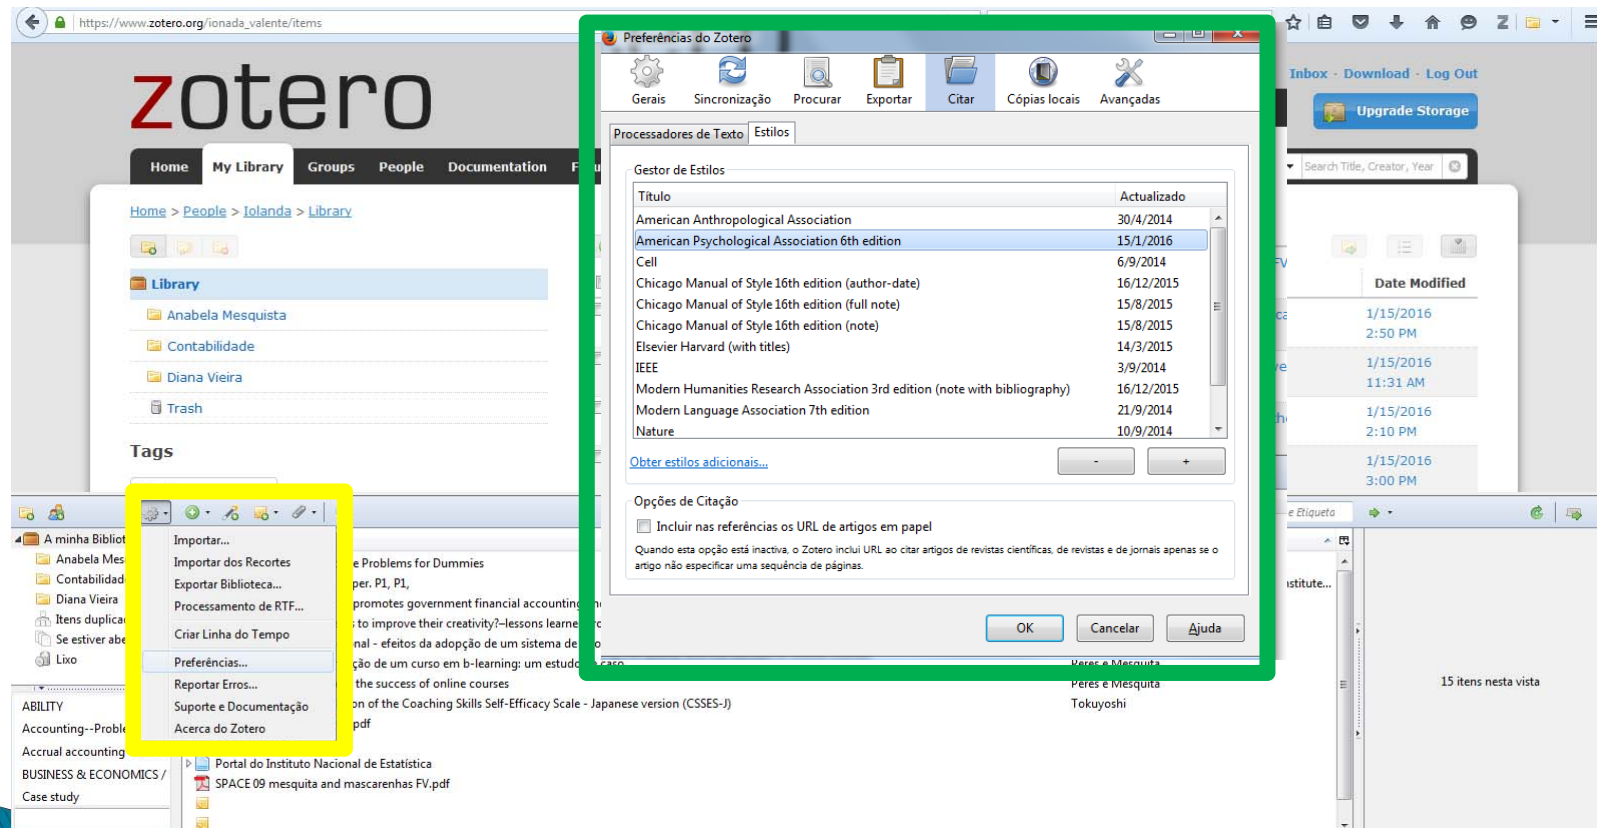 https://www.zotero.org/ionada_valente/items
zotero
Inbox - Download - Log Out
Upgrade Storage
Home My Library Groups People Documentation
Search Title, Creator, Year
Home > People > Iolanda > Library
Library
Anabela Mesquista
Contabilidade
Diana Vieira
Trash
Tags
Date Modified
1/15/2016
2:50 PM
1/15/2016
11:31 AM
1/15/2016
2:10 PM
1/15/2016
3:00 PM
Preferências do Zotero
Gerais Sincronização Procurar Exportar Citar Cópias locais Avançadas
Processadores de Texto Estilos
Gestor de Estilos
Título Actualizado
American Anthropological Association 30/4/2014
American Psychological Association 6th edition 15/1/2016
Cell 6/9/2014
Chicago Manual of Style 16th edition (author-date) 16/12/2015
Chicago Manual of Style 16th edition (full note) 15/8/2015
Chicago Manual of Style 16th edition (note) 15/8/2015
Elsevier Harvard (with titles) 14/3/2015
IEEE 3/9/2014
Modern Humanities Research Association 3rd edition (note with bibliography) 16/12/2015
Modern Language Association 7th edition 21/9/2014
Nature 10/9/2014
Obter estilos adicionais... - +
Opções de Citação
Incluir nas referências os URL de artigos em papel
Quando esta opção está inactiva, o Zotero inclui URL ao citar artigos de revistas científicas, de revistas e de jornais apenas se o
artigo não especificar uma sequência de páginas.
OK Cancelar Ajuda
e Etiqueta
A minha Bibliot
Anabela Mes
Contabilidad
Diana Vieira
Itens duplica
Se estiver abe
Lixo
Importar...
Importar dos Recortes
Exportar Biblioteca...
Processamento de RTF...
Criar Linha do Tempo
Preferências...
Reportar Erros...
Suporte e Documentação
Acerca do Zotero
e Problems for Dummies
per. P1, P1,
promotes government financial accounting
stitute...
to improve their creativity?–lessons learne
nal - efeitos da adopção de um sistema de
ção de um curso em b-learning: um estudo caso Peres e Mesquita
the success of online courses Peres e Mesquita
on of the Coaching Skills Self-Efficacy Scale - Japanese version (CSSES-J) Tokuyoshi
pdf
Portal do Instituto Nacional de Estatística
SPACE 09 mesquita and mascarenhas FV.pdf
15 itens nesta vista
ABILITY
Accounting--Proble
Accrual accounting
BUSINESS & ECONOMICS /
Case study